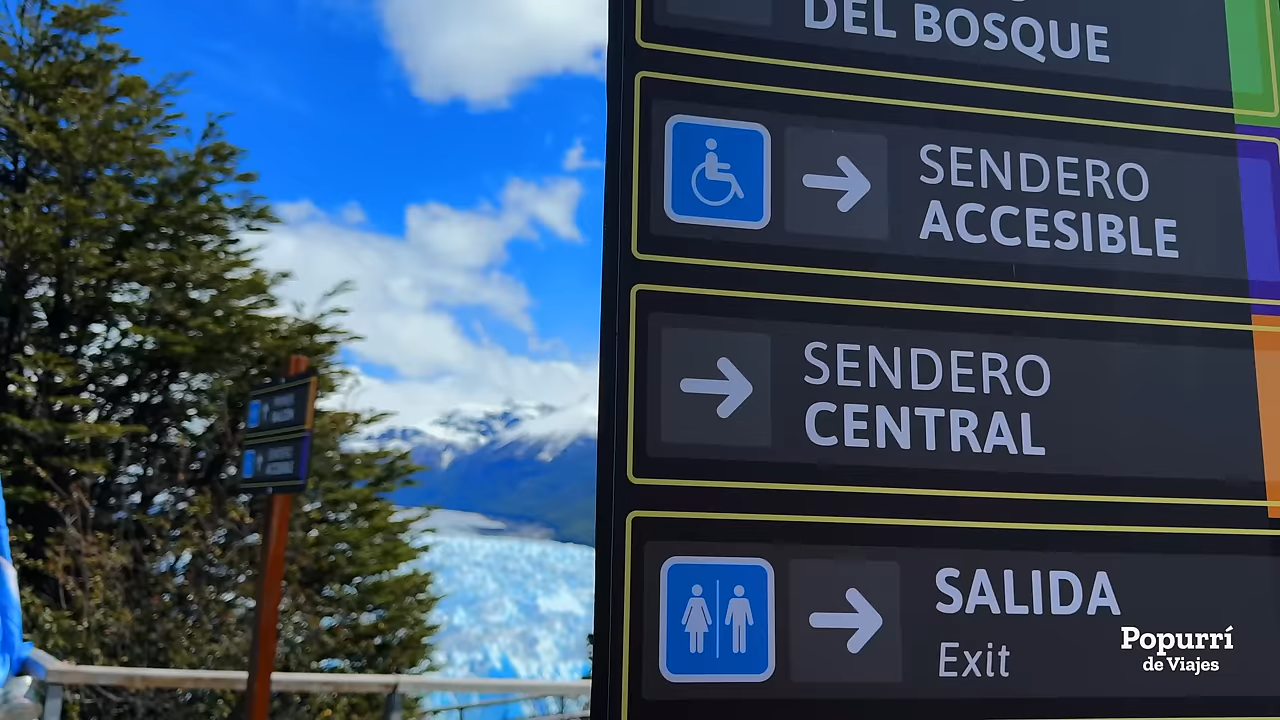 DEL BOSQUE
SENDERO
ACCESIBLE
SENDERO
CENTRAL
SALIDA
Exit
Popurrí
de Viajes